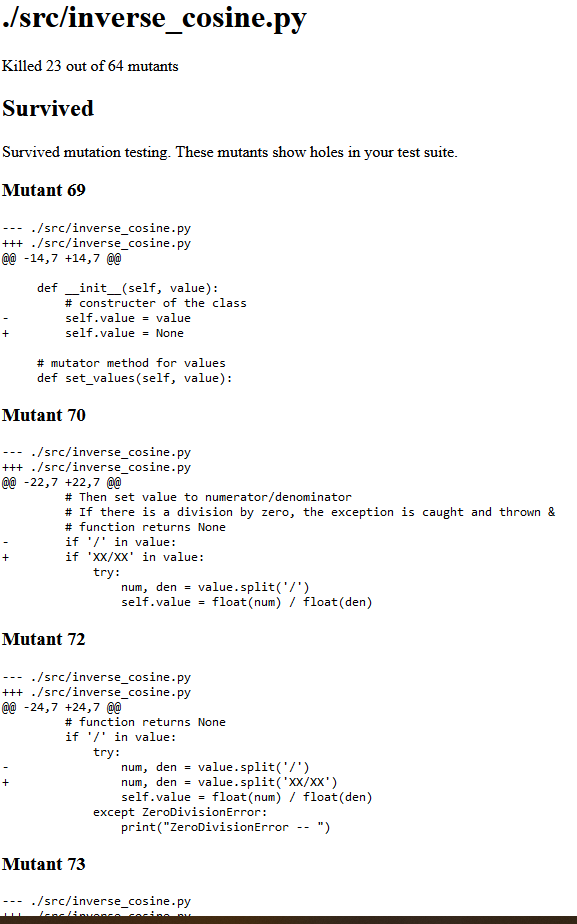 ./src/inverse_cosine.py
Killed 23 out of 64 mutants
Survived
Survived mutation testing. These mutants show holes in your test suite.
Mutant 69
--- ./src/inverse_cosine.py
+++ ./src/inverse_cosine.py
@@ -14,7 +14,7 @@
def __init__(self, value):
# constructer of the class
- self.value = value
+ self.value = None
# mutator method for values
def set_values(self, value):
Mutant 70
--- ./src/inverse_cosine.py
+++ ./src/inverse_cosine.py
@@ -22,7 +22,7 @@
# Then set value to numerator/denominator
# If there is a division by zero, the exception is caught and thrown &
# function returns None
- if '/' in value:
+ if 'XX/XX' in value:
try:
num, den = value.split('/')
self.value = float(num) / float(den)
Mutant 72
--- ./src/inverse_cosine.py
+++ ./src/inverse_cosine.py
@@ -24,7 +24,7 @@
# function returns None
if '/' in value:
try:
- num, den = value.split('/')
+ num, den = value.split('XX/XX')
self.value = float(num) / float(den)
except ZeroDivisionError:
print("ZeroDivisionError -- ")
Mutant 73
--- ./src/inverse_cosine.py